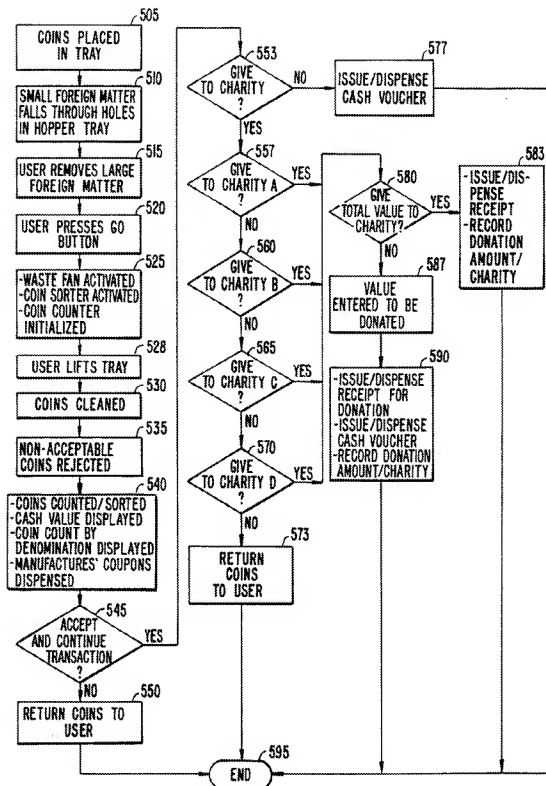 505
COINS PLACED
IN TRAY
510
SMALL FOREIGN MATTER
FALLS THROUGH HOLES
IN HOPPER TRAY
515
USER REMOVES LARGE
FOREIGN MATTER
520
USER PRESSES GO
BUTTON
525
-WASTE FAN ACTIVATED
-COIN SORTER ACTIVATED
-COIN COUNTER
INITIALIZED
528
USER LIFTS TRAY
530
COINS CLEANED
535
NON-ACCEPTABLE
COINS REJECTED
540
-COINS COUNTED/SORTED
-CASH VALUE DISPLAYED
-COIN COUNT BY
DENOMINATION DISPLAYED
-MANUFACTURES' COUPONS
DISPENSED
545
ACCEPT
AND CONTINUE
TRANSACTION
?
YES
NO
550
RETURN COINS TO
USER
553
GIVE
TO CHARITY
?
NO
YES
577
ISSUE/DISPENSE
CASH VOUCHER
557
GIVE
TO CHARITY A
?
YES
NO
560
GIVE
TO CHARITY B
?
YES
NO
565
GIVE
TO CHARITY C
?
YES
NO
570
GIVE
TO CHARITY D
?
YES
NO
573
RETURN
COINS
TO USER
580
GIVE
TOTAL VALUE TO
CHARITY?
YES
NO
583
-ISSUE/DIS-
PENSE
RECEIPT
-RECORD
DONATION
AMOUNT/
CHARITY
587
VALUE
ENTERED TO BE
DONATED
590
-ISSUE/DISPENSE
RECEIPT FOR
DONATION
-ISSUE/DISPENSE
CASH VOUCHER
-RECORD DONATION
AMOUNT/CHARITY
595
END